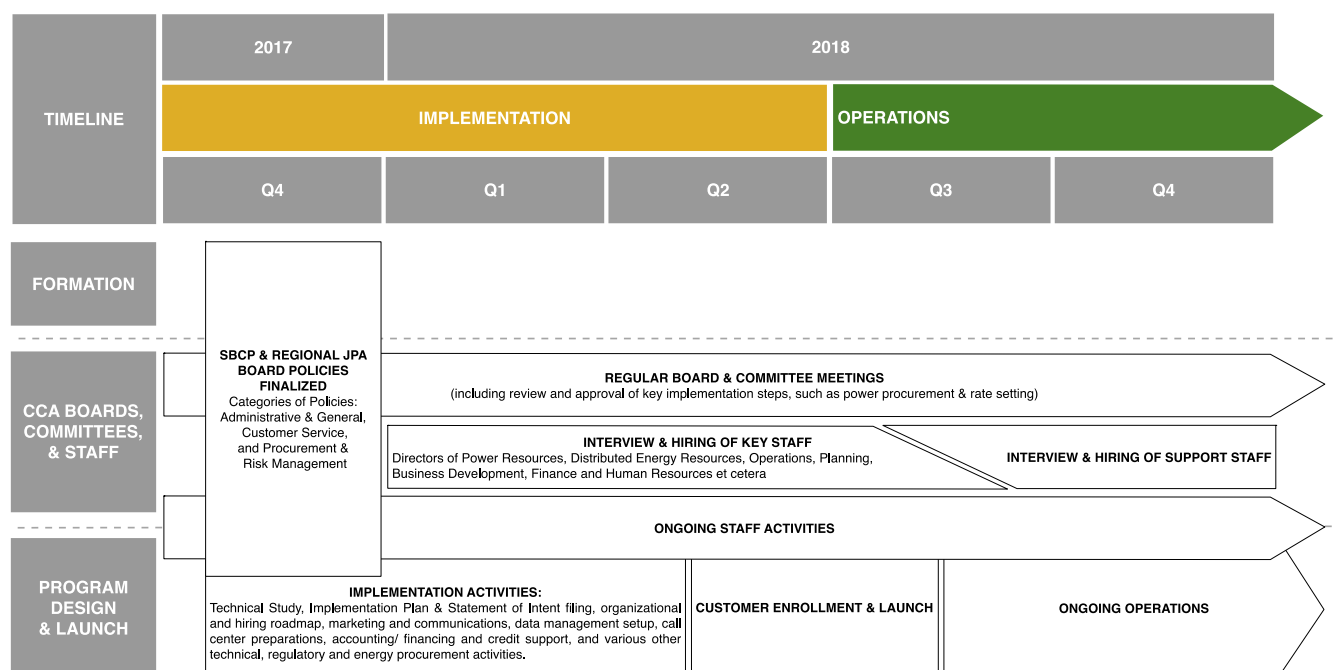 TIMELINE
2017
2018
IMPLEMENTATION
OPERATIONS
Q4
Q1
Q2
Q3
Q4
FORMATION
SBCP & REGIONAL JPA
BOARD POLICIES
FINALIZED
Categories of Policies:
Administrative & General,
Customer Service,
and Procurement &
Risk Management
CCA BOARDS,
COMMITTEES,
& STAFF
REGULAR BOARD & COMMITTEE MEETINGS
(including review and approval of key implementation steps, such as power procurement & rate setting)
INTERVIEW & HIRING OF KEY STAFF
Directors of Power Resources, Distributed Energy Resources, Operations, Planning,
Business Development, Finance and Human Resources et cetera
INTERVIEW & HIRING OF SUPPORT STAFF
ONGOING STAFF ACTIVITIES
PROGRAM
DESIGN
& LAUNCH
IMPLEMENTATION ACTIVITIES:
Technical Study, Implementation Plan & Statement of Intent filing, organizational
and hiring roadmap, marketing and communications, data management setup, call
center preparations, accounting/ financing and credit support, and various other
technical, regulatory and energy procurement activities.
CUSTOMER ENROLLMENT & LAUNCH
ONGOING OPERATIONS